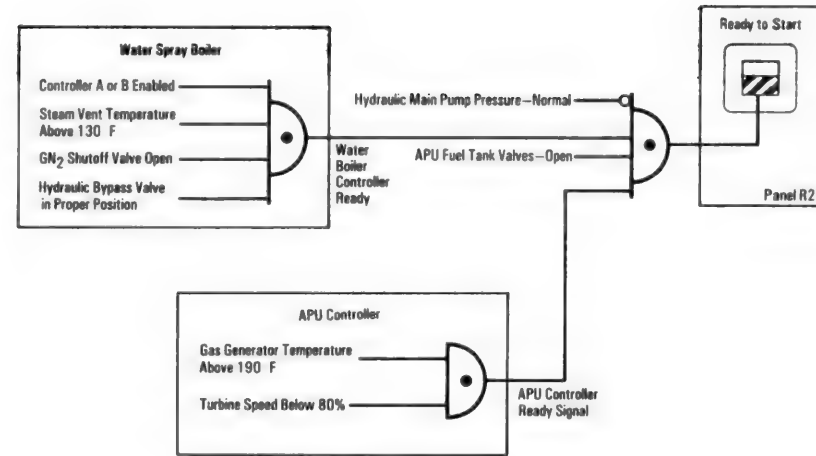 Water Spray Boiler
Controller A or B Enabled
Steam Vent Temperature
Above 130 F
GN2 Shutoff Valve Open
Hydraulic Bypass Valve
in Proper Position
Water
Boiler
Controller
Ready
Hydraulic Main Pump Pressure–Normal
APU Fuel Tank Valves–Open
Ready to Start
Panel R2
APU Controller
Gas Generator Temperature
Above 190 F
Turbine Speed Below 80%
APU Controller
Ready Signal